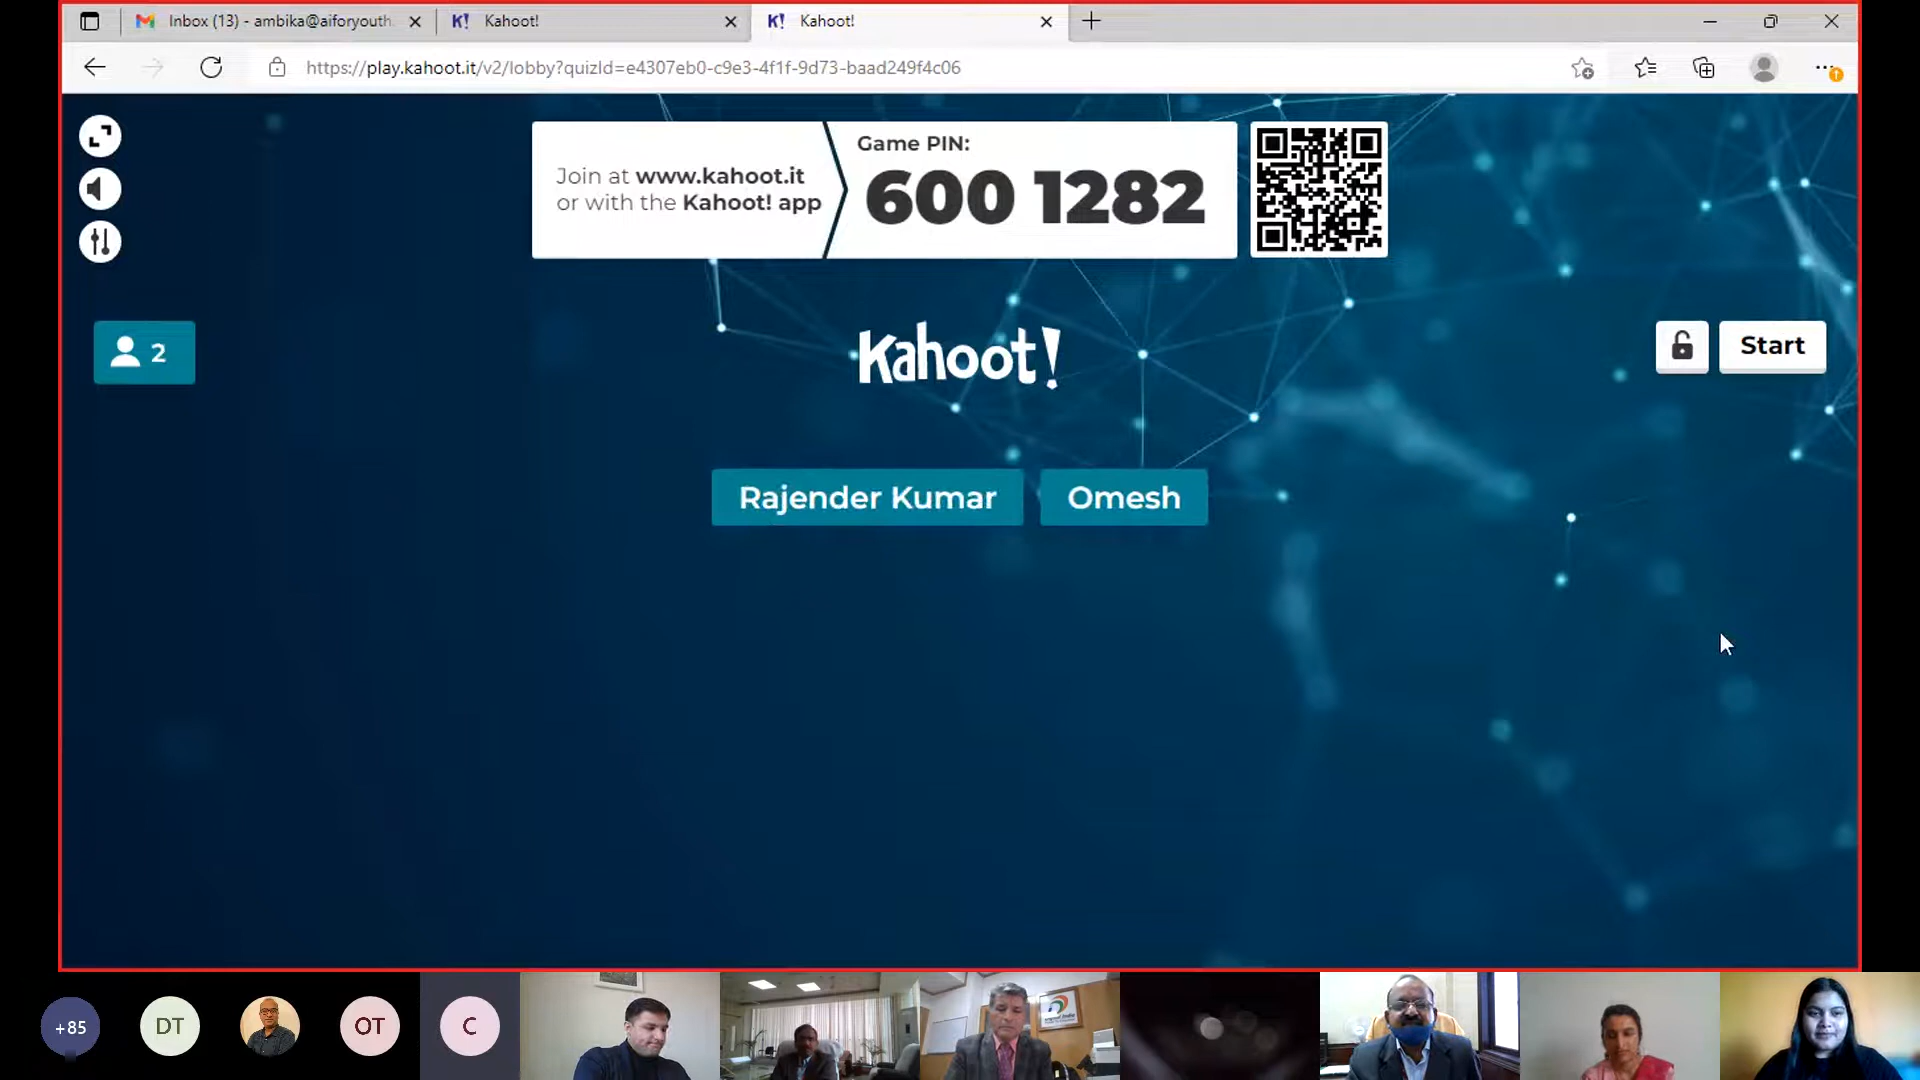 Inbox (13) - ambika@aiforyouth.
Kahoot!
Kahoot!
https://play.kahoot.it/v2/lobby?quizId=e4307eb0-c9e3-4f1f-9d73-baad249f4c06
Join at www.kahoot.it
or with the Kahoot! app
Game PIN:
600 1282
2
Kahoot!
Start
Rajender Kumar
Omesh
+85
DT
OT
C